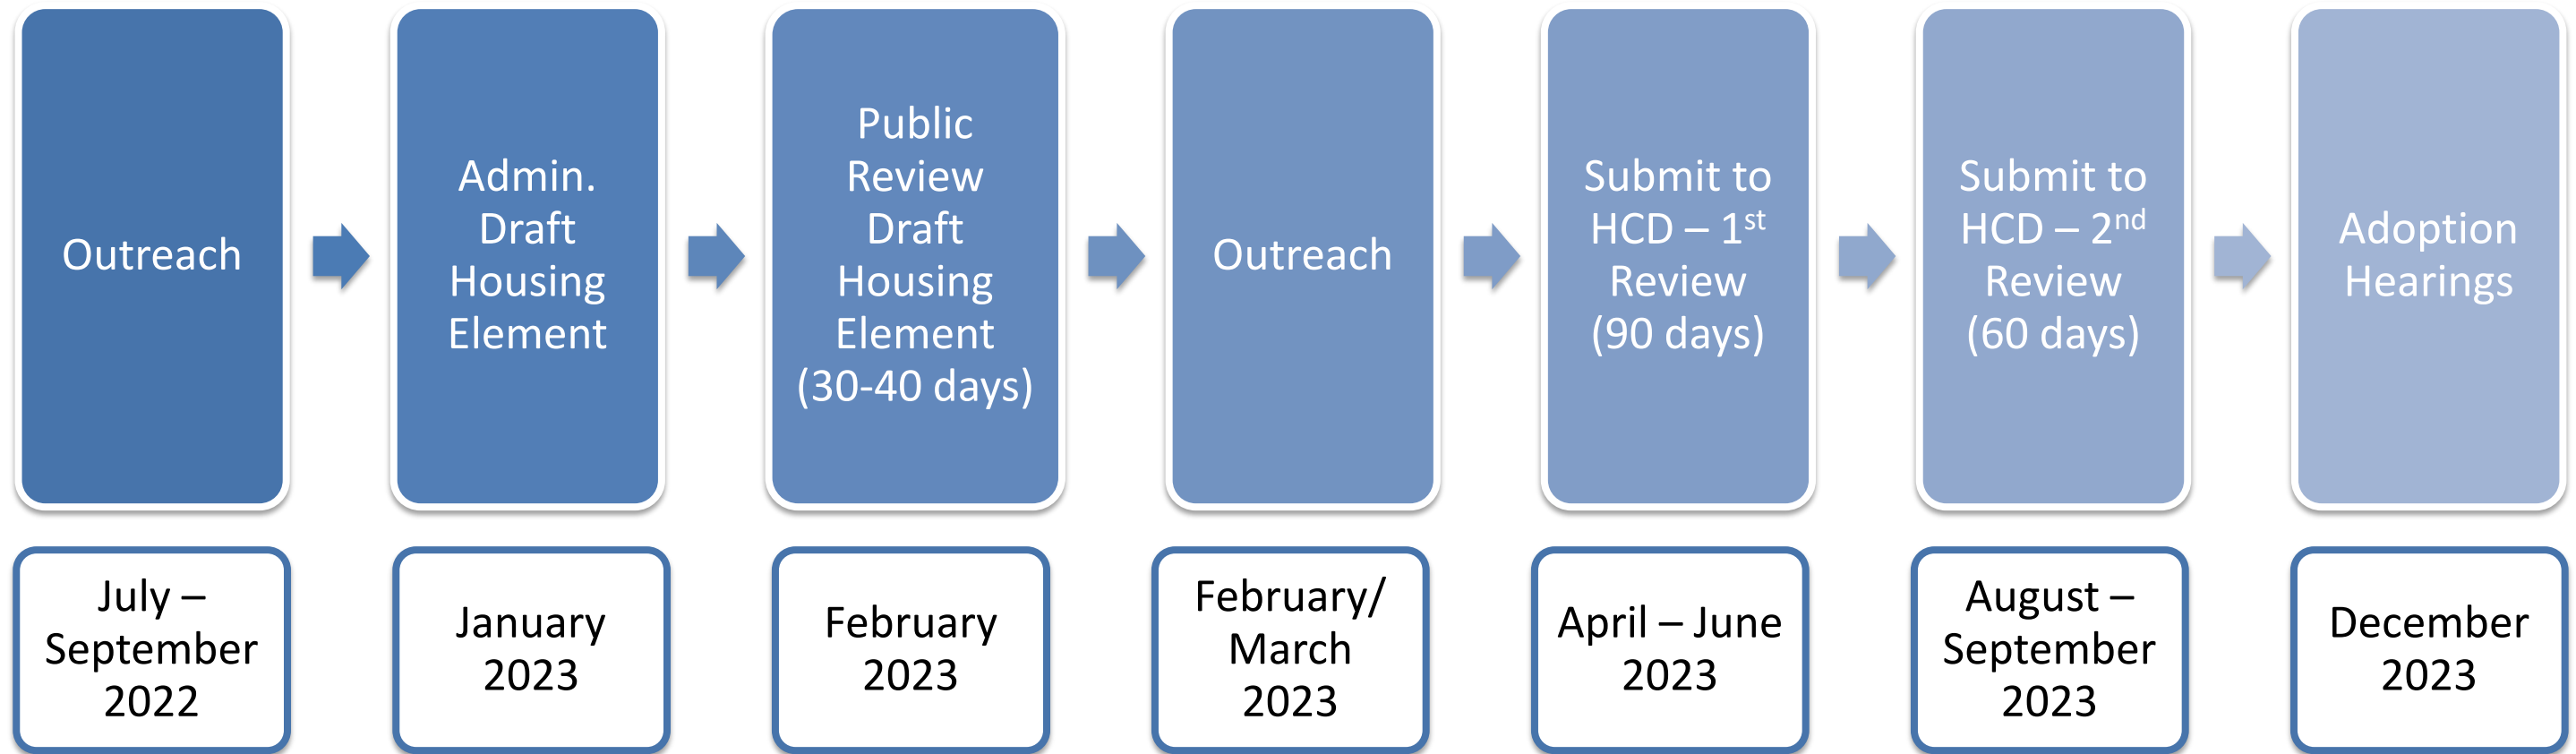 Outreach
Admin.
Draft
Housing
Element
Public
Review
Draft
Housing
Element
(30-40 days)
Outreach
Submit to
HCD – 1st
Review
(90 days)
Submit to
HCD – 2nd
Review
(60 days)
Adoption
Hearings
July –
September
2022
January
2023
February
2023
February/
March
2023
April – June
2023
August –
September
2023
December
2023